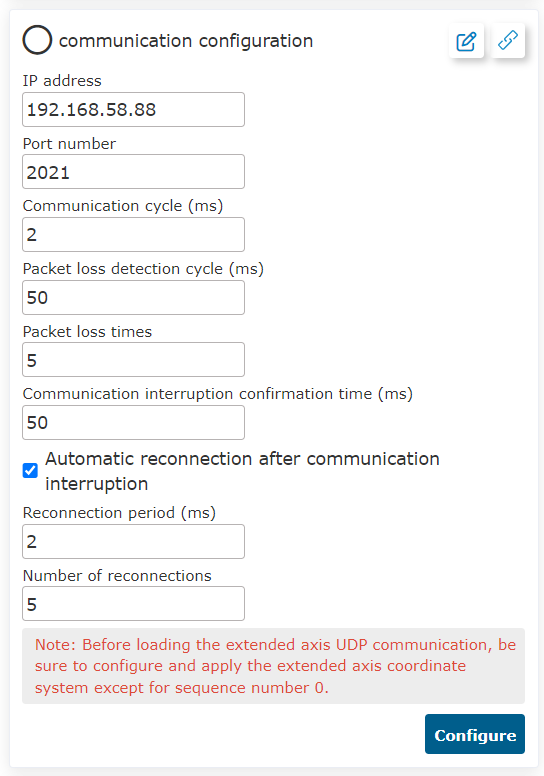 communication configuration
IP address
192.168.58.88
Port number
2021
Communication cycle (ms)
2
Packet loss detection cycle (ms)
50
Packet loss times
5
Communication interruption confirmation time (ms)
50
Automatic reconnection after communication
interruption
Reconnection period (ms)
2
Number of reconnections
5
Note: Before loading the extended axis UDP communication, be
sure to configure and apply the extended axis coordinate
system except for sequence number 0.
Configure